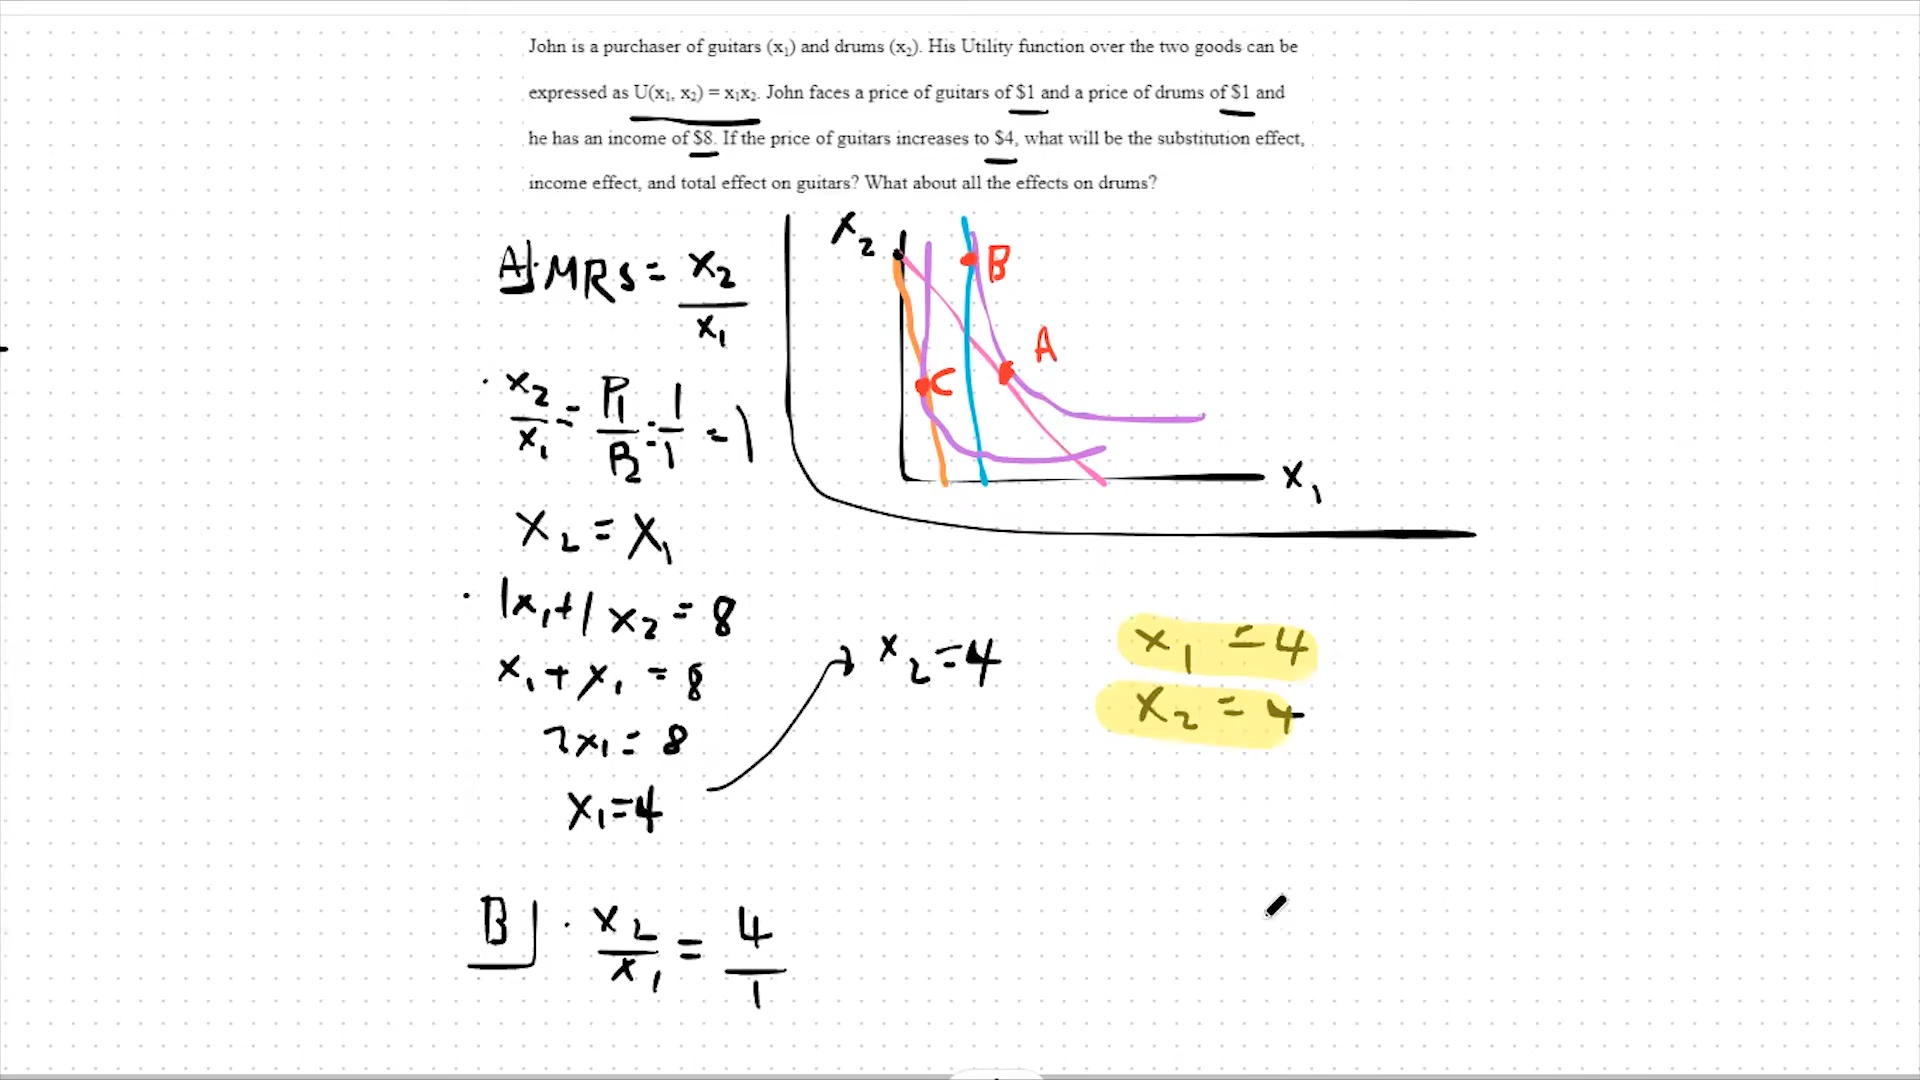 John is a purchaser of guitars (x₁) and drums (x₂). His Utility function over the two goods can be
expressed as U(x₁, x₂) = x₁x₂. John faces a price of guitars of $1 and a price of drums of $1 and
he has an income of $8. If the price of guitars increases to $4, what will be the substitution effect,
income effect, and total effect on guitars? What about all the effects on drums?
A] · MRS = x₂/x₁
· x₂/x₁ = P₁/P₂ = 1/1 = 1
x₂ = x₁
· 1x₁ + 1x₂ = 8
x₁ + x₁ = 8
2x₁ = 8
x₁ = 4
x₂ = 4
x₂
B
A
C
x₁
x₁ = 4
x₂ = 4
B] · x₂/x₁ = 4/1